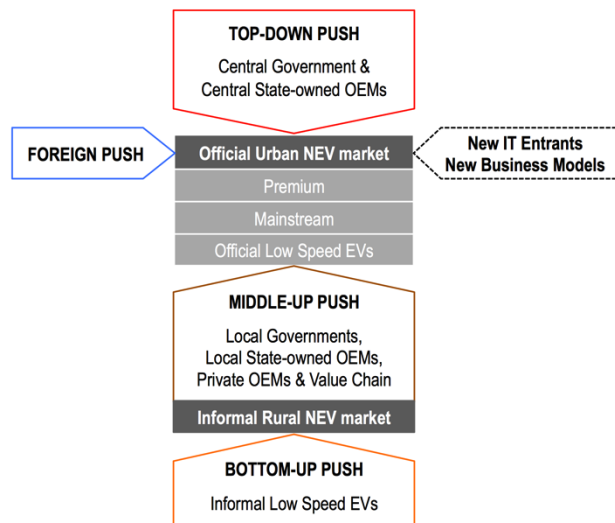 TOP-DOWN PUSH
Central Government &
Central State-owned OEMs
FOREIGN PUSH
Official Urban NEV market
New IT Entrants
New Business Models
Premium
Mainstream
Official Low Speed EVs
MIDDLE-UP PUSH
Local Governments,
Local State-owned OEMs,
Private OEMs & Value Chain
Informal Rural NEV market
BOTTOM-UP PUSH
Informal Low Speed EVs